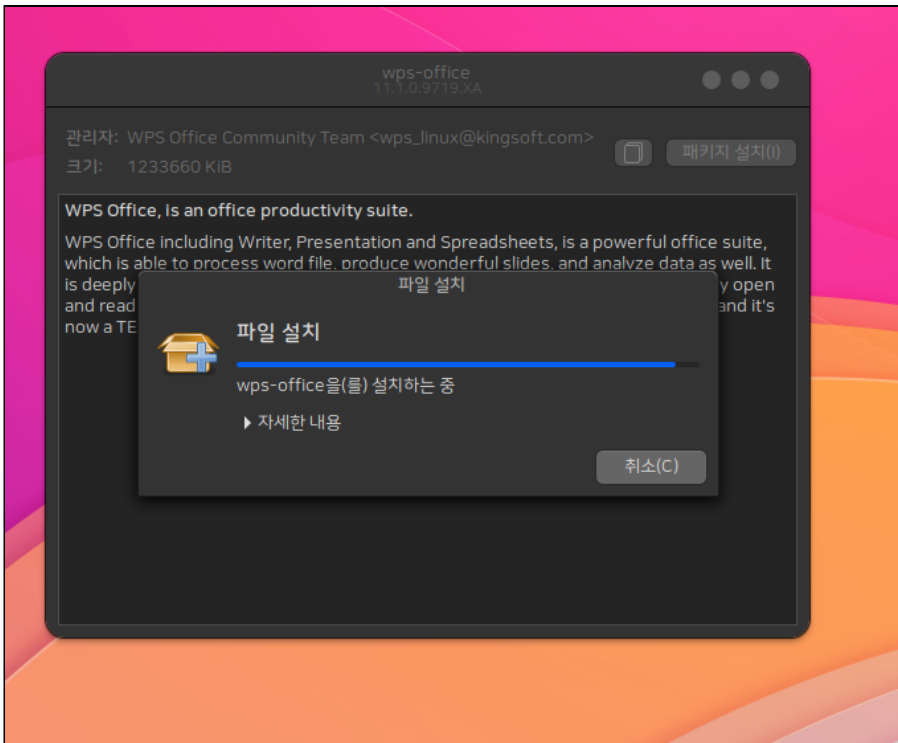 wps-office
11.1.0.9719.XA
관리자: WPS Office Community Team <wps_linux@kingsoft.com>
크기: 1233660 KiB
패키지 설치(I)
WPS Office, is an office productivity suite.
WPS Office including Writer, Presentation and Spreadsheets, is a powerful office suite,
which is able to process word file, produce wonderful slides, and analyze data as well. It
is deeply
y open
and read
and it's
now a TE
파일 설치
파일 설치
wps-office을(를) 설치하는 중
자세한 내용
취소(C)